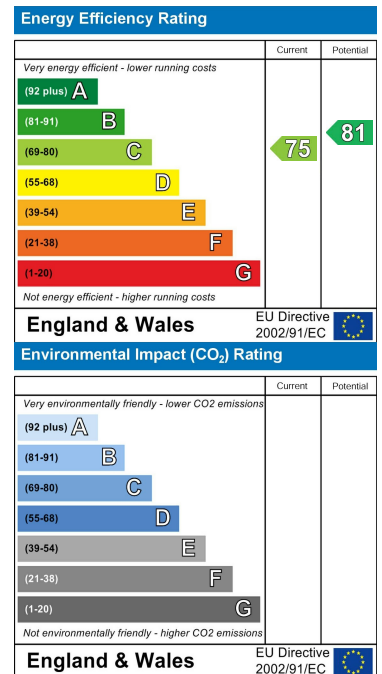 Energy Efficiency Rating
Current Potential
Very energy efficient - lower running costs
(92 plus) A
(81-91) B
(69-80) C
(55-68) D
(39-54) E
(21-38) F
(1-20) G
75
81
Not energy efficient - higher running costs
England & Wales
EU Directive
2002/91/EC
Environmental Impact (CO₂) Rating
Current Potential
Very environmentally friendly - lower CO2 emissions
(92 plus) A
(81-91) B
(69-80) C
(55-68) D
(39-54) E
(21-38) F
(1-20) G
Not environmentally friendly - higher CO2 emissions
England & Wales
EU Directive
2002/91/EC